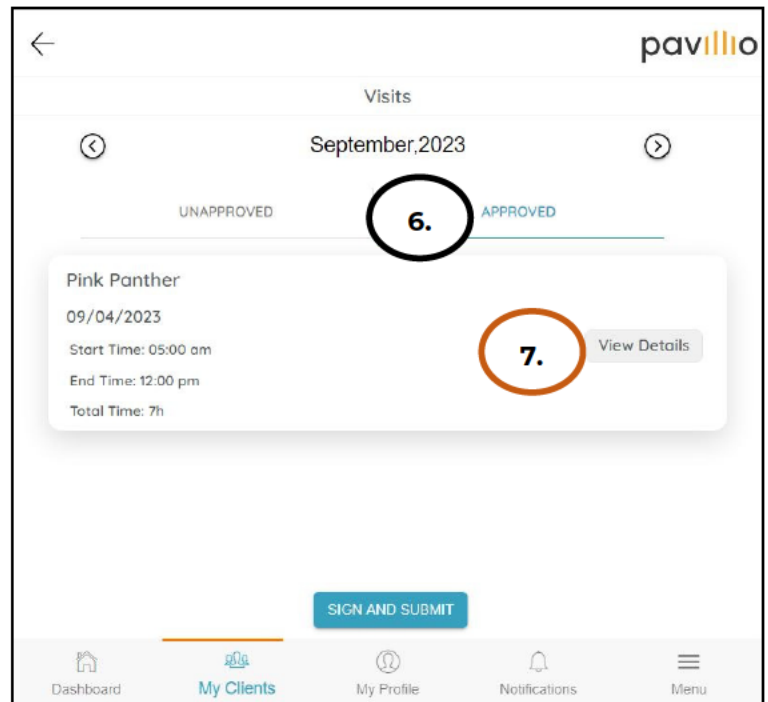 pavillio
Visits
September,2023
UNAPPROVED 6. APPROVED
Pink Panther
09/04/2023
Start Time: 05:00 am
7. View Details
End Time: 12:00 pm
Total Time: 7h
SIGN AND SUBMIT
Dashboard My Clients My Profile Notifications Menu